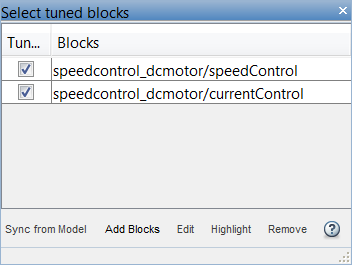 Select tuned blocks
Tun... Blocks
speedcontrol_dcmotor/speedControl
speedcontrol_dcmotor/currentControl
Sync from Model Add Blocks Edit Highlight Remove ?